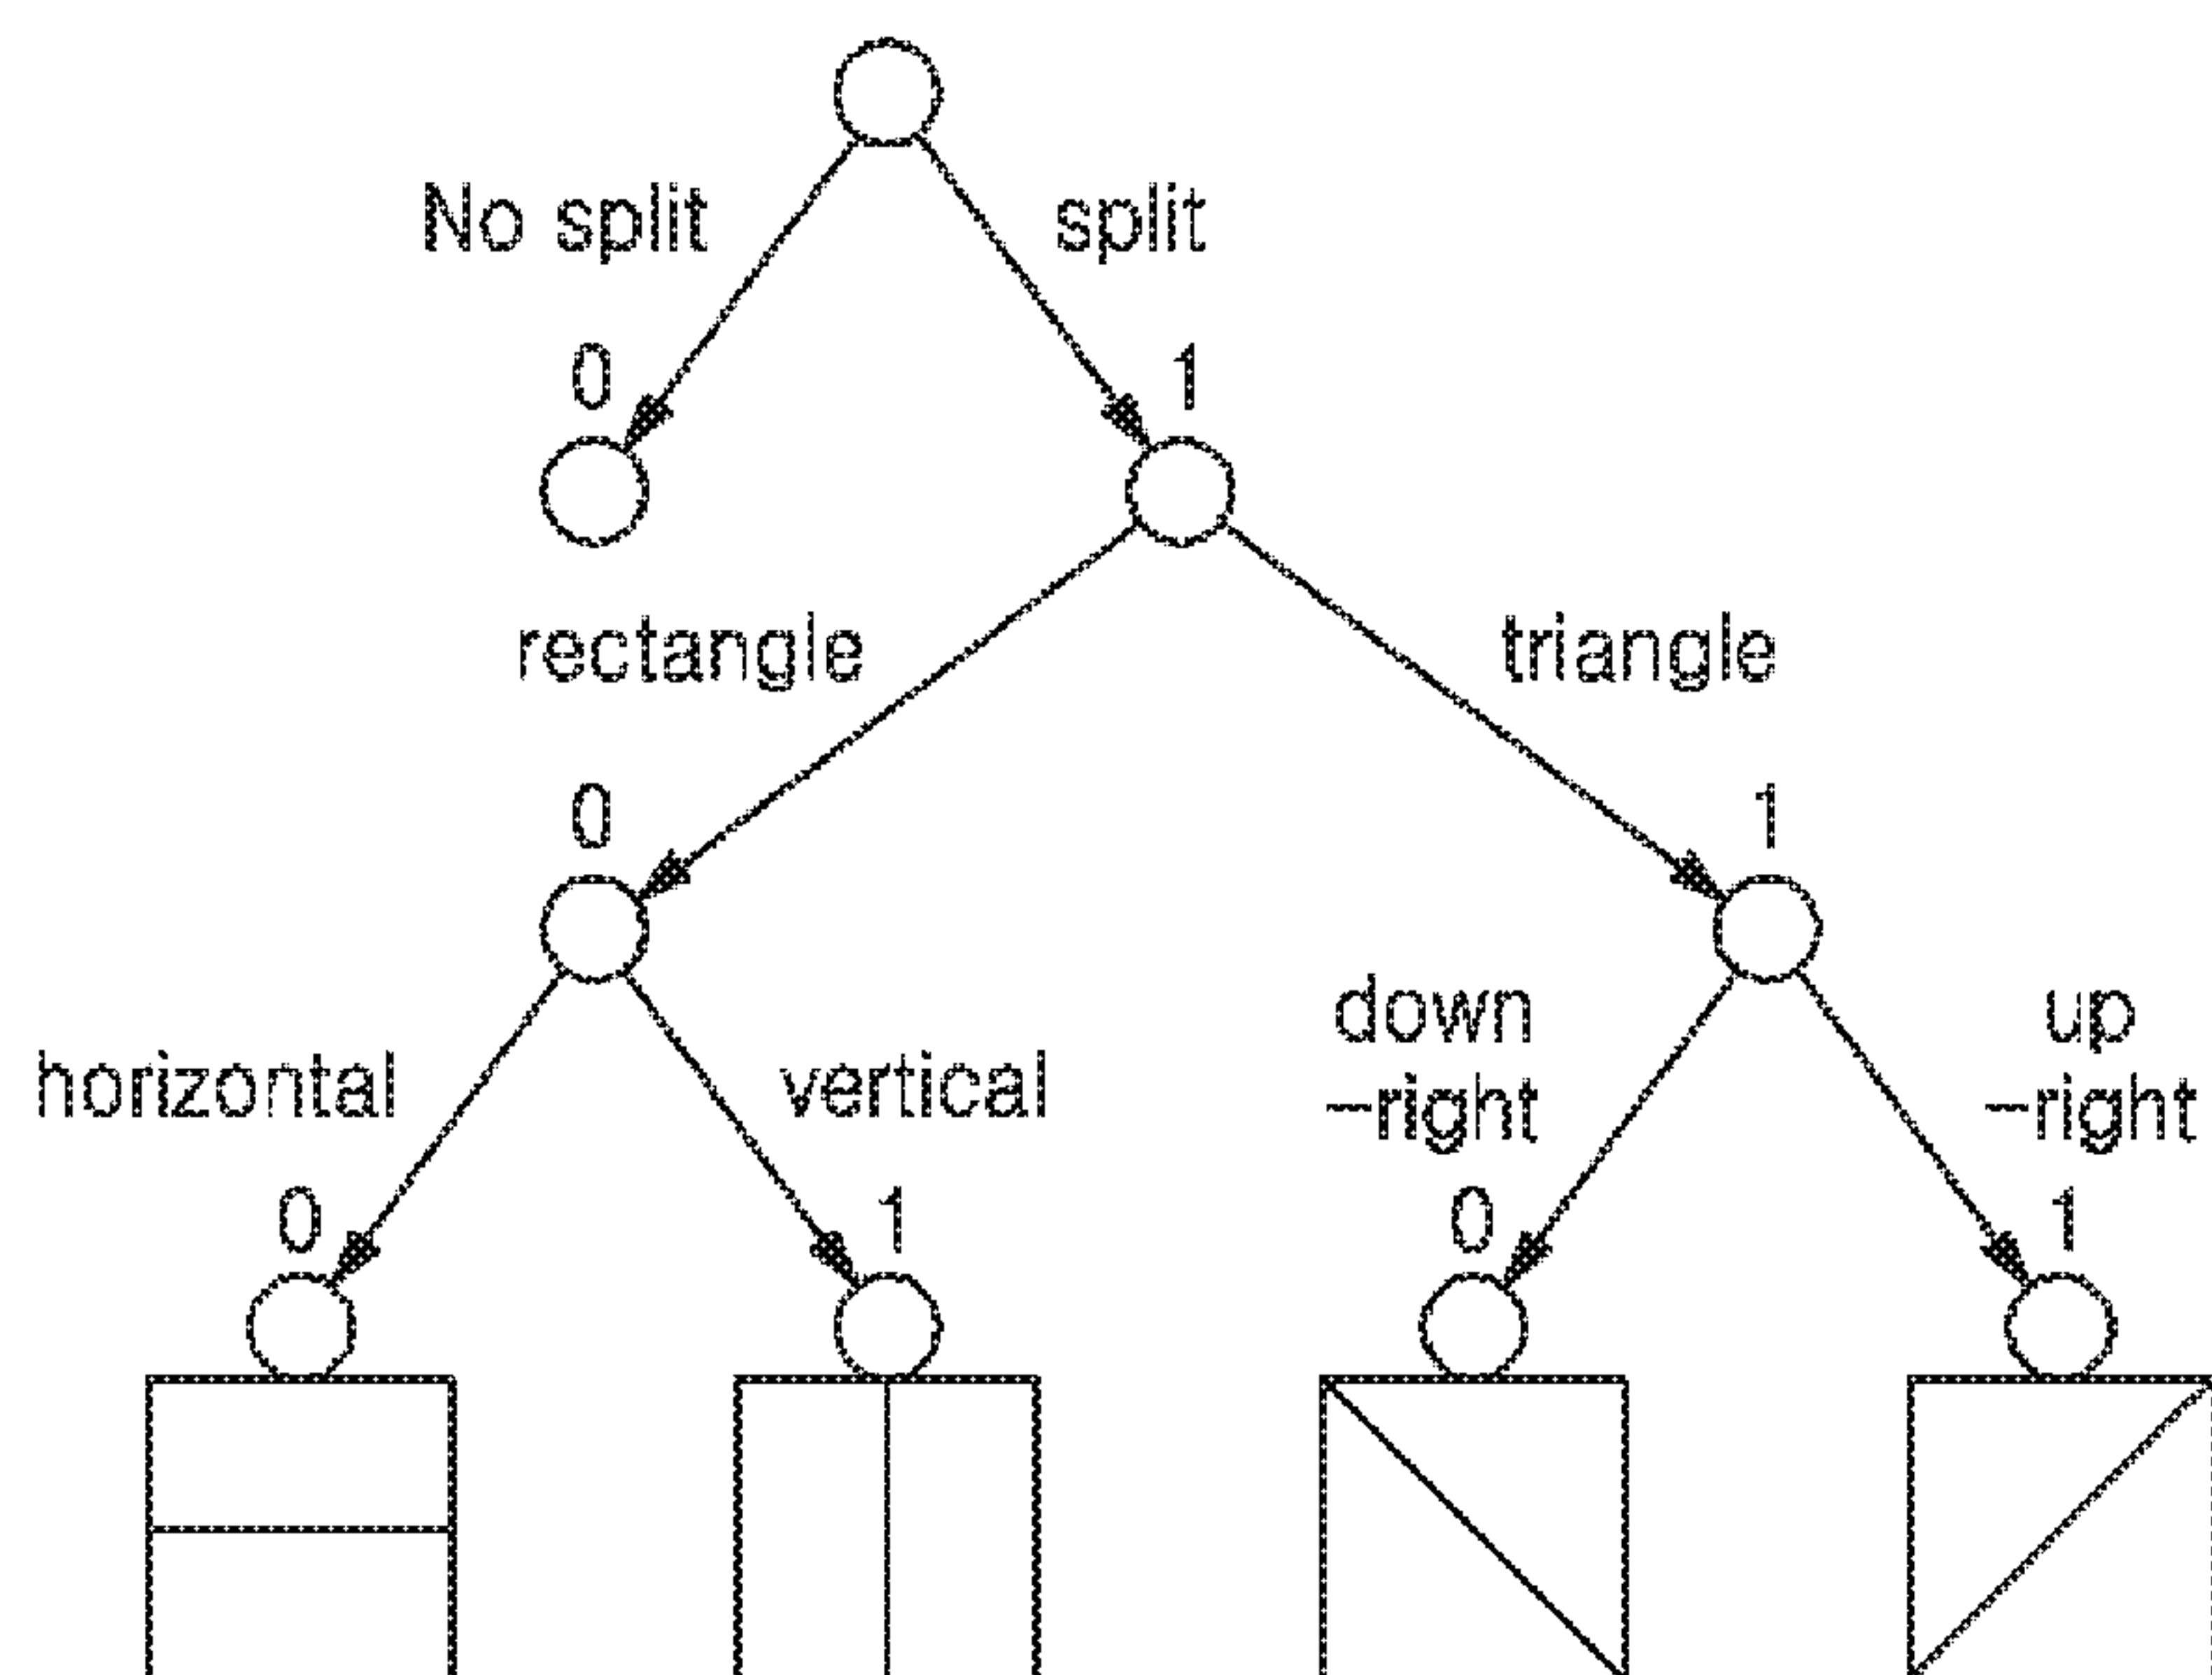 No split
split
0
1
rectangle
triangle
0
1
down
-right
up
-right
horizontal
vertical
0
1
0
1